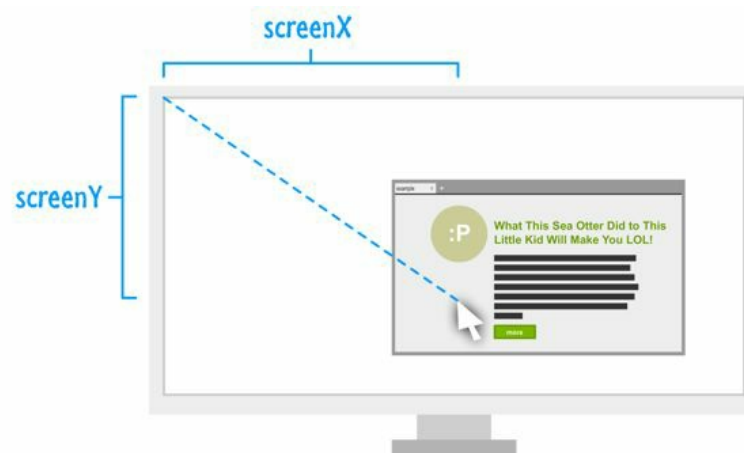 screenX
screenY
example x +
:P
What This Sea Otter Did to This
Little Kid Will Make You LOL!
more